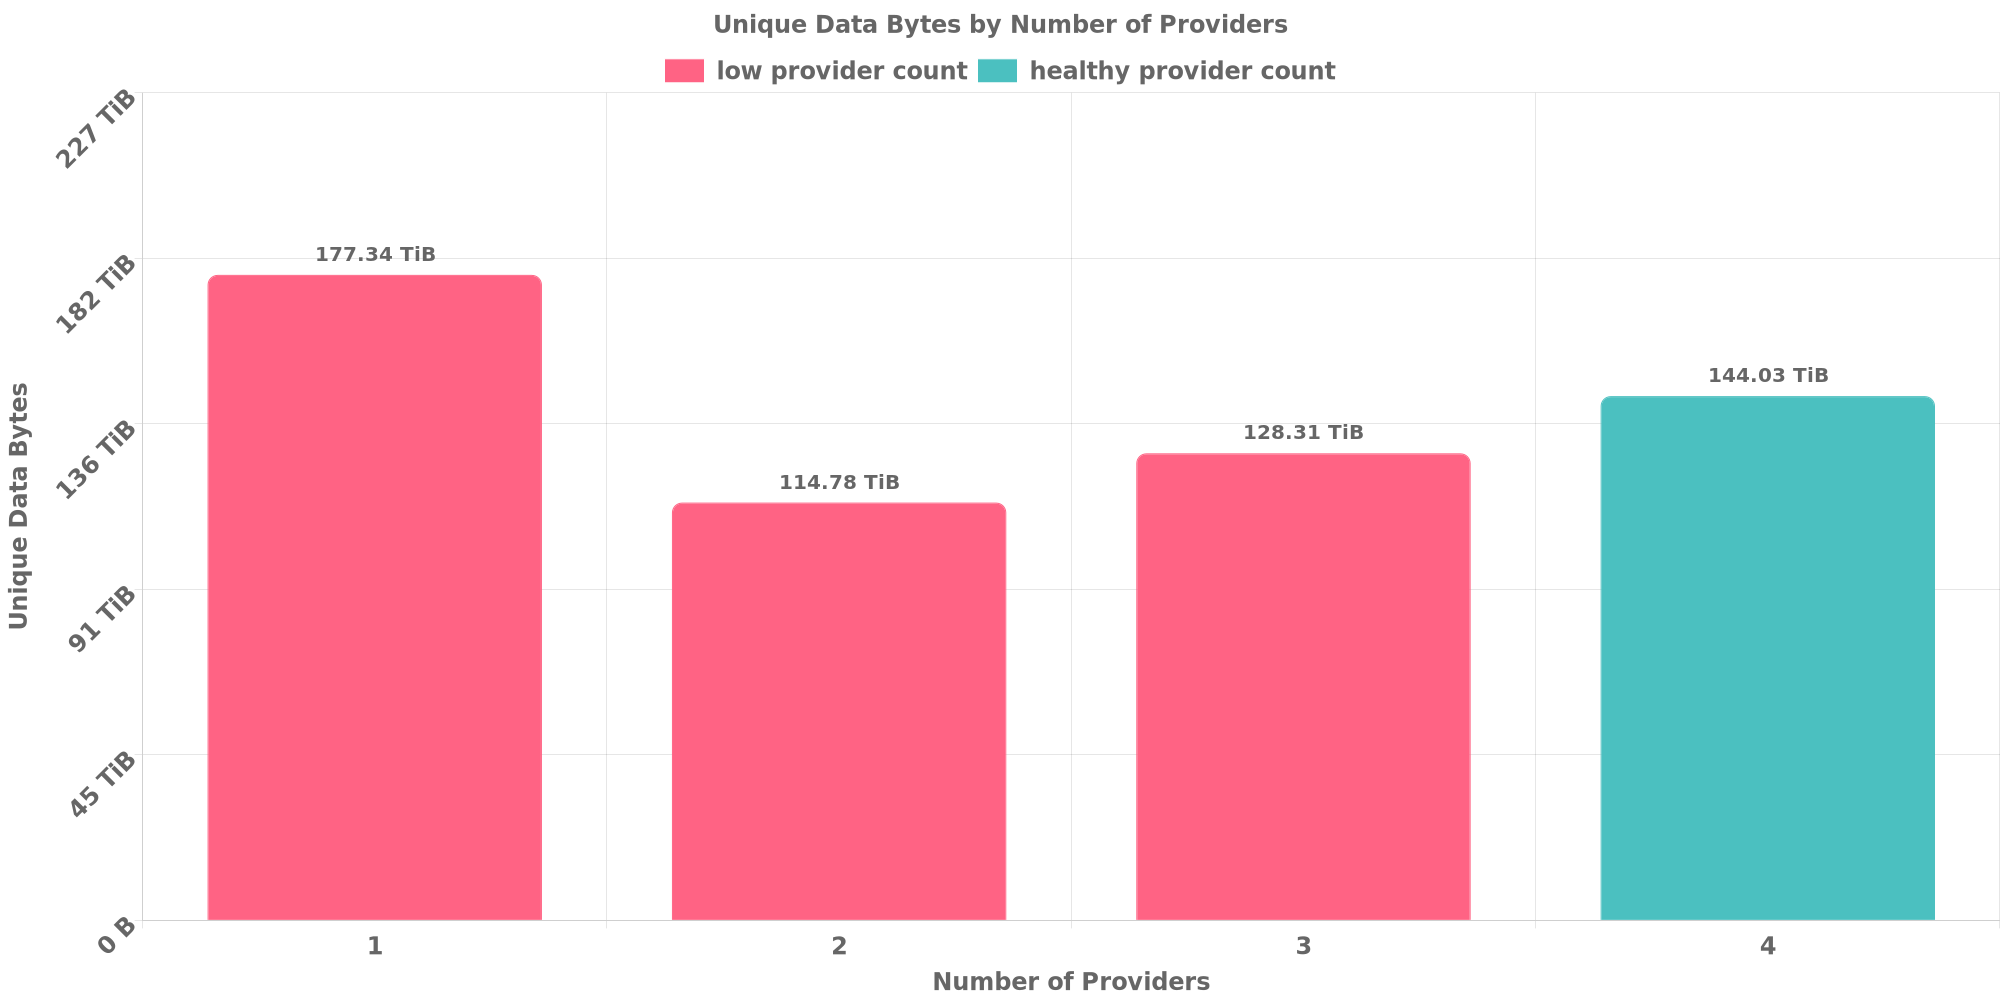 Unique Data Bytes by Number of Providers
low provider count healthy provider count
227 TiB
182 TiB
136 TiB
91 TiB
45 TiB
0 B
Unique Data Bytes
177.34 TiB
114.78 TiB
128.31 TiB
144.03 TiB
1 2 3 4
Number of Providers